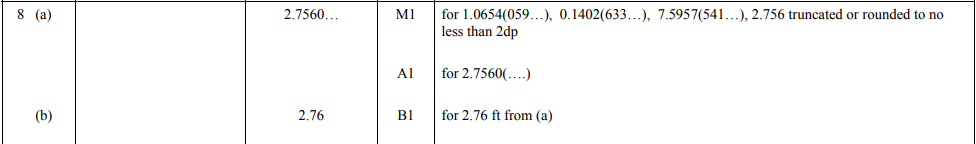 8 (a) 2.7560… M1 for 1.0654(059…), 0.1402(633…), 7.5957(541…), 2.756 truncated or rounded to no
less than 2dp
A1 for 2.7560(….)
(b) 2.76 B1 for 2.76 ft from (a)